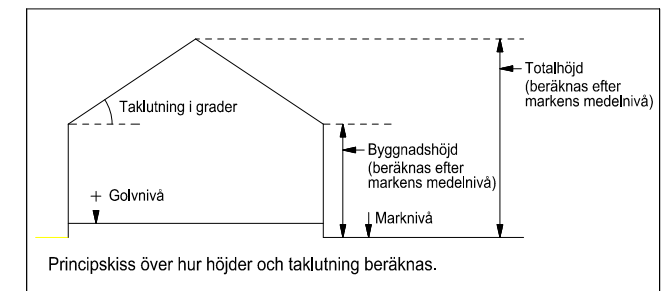 Totalhöjd
(beräknas efter
markens medelnivå)
Taklutning i grader
Byggnadshöjd
(beräknas efter
markens medelnivå)
+ Golvnivå
Marknivå
Principskiss över hur höjder och taklutning beräknas.